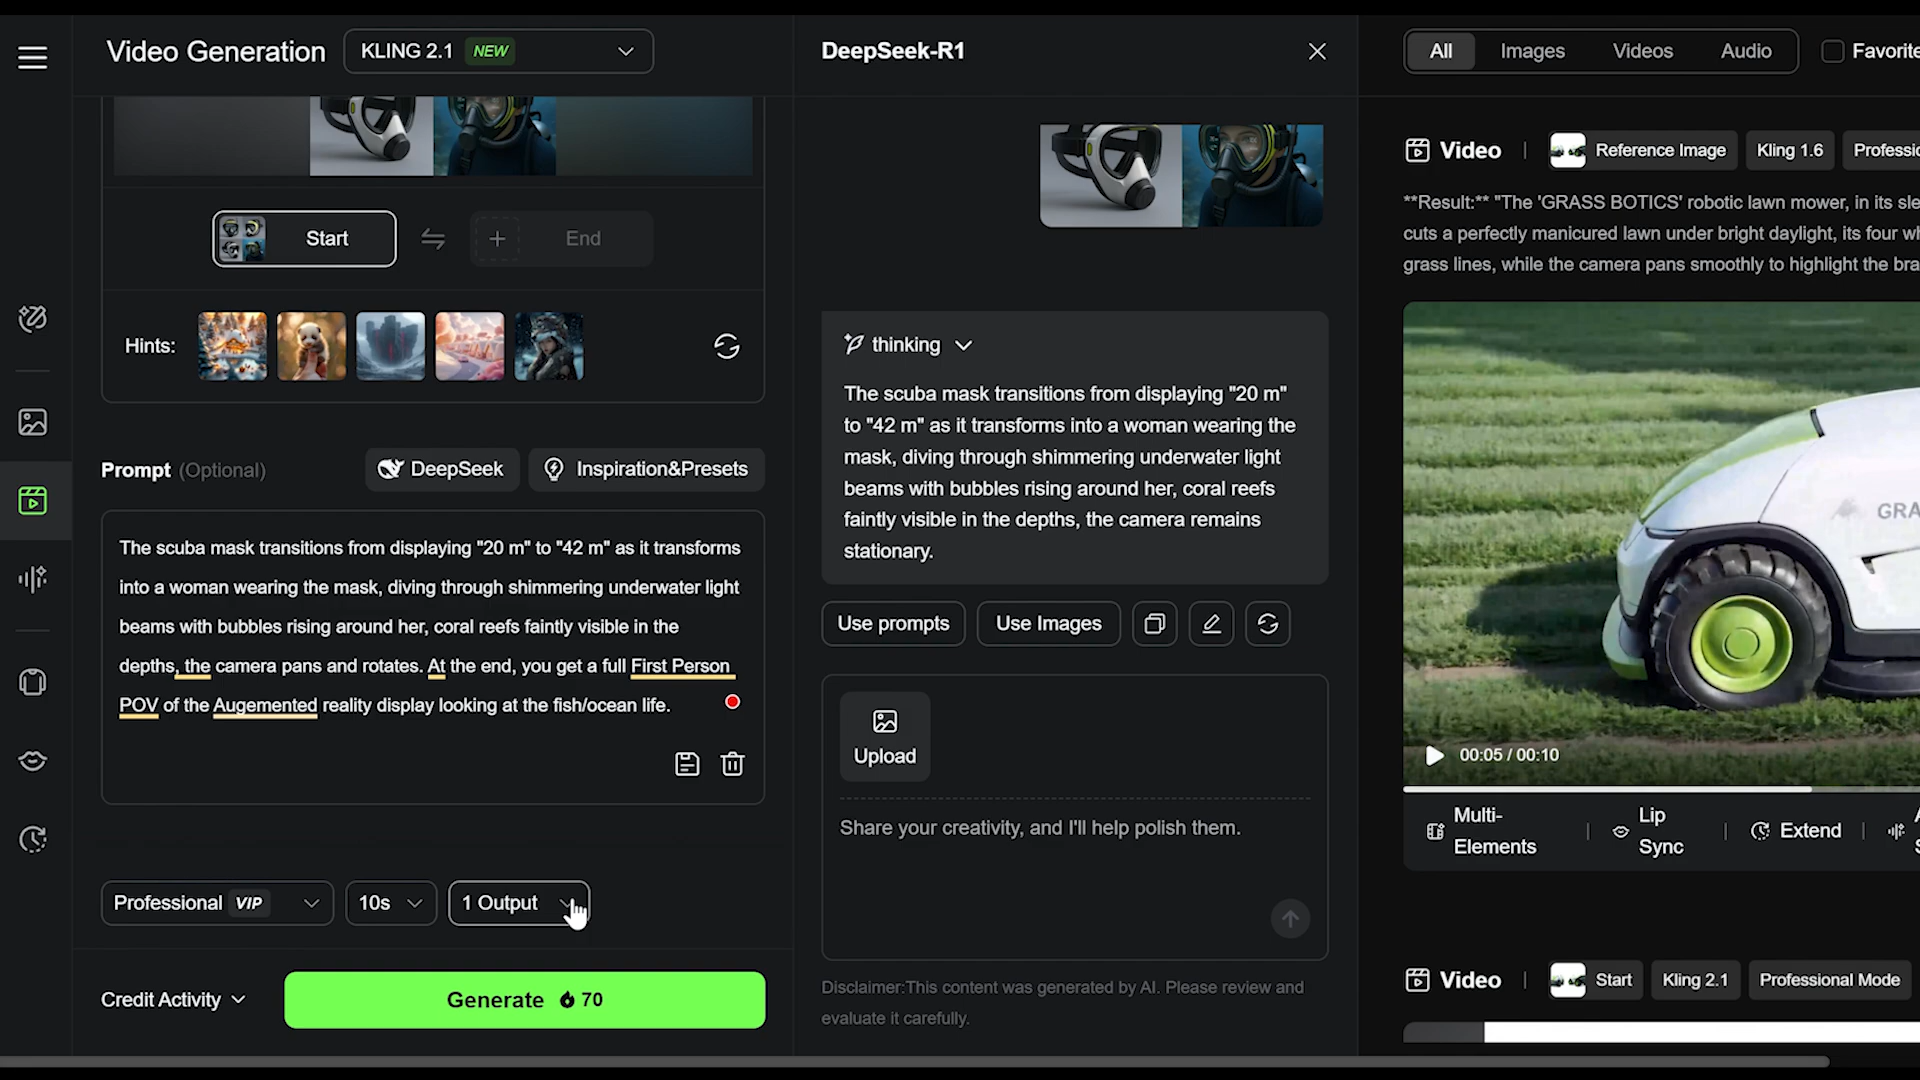 Video Generation
KLING 2.1 NEW
Start
End
Hints:
Prompt (Optional)
DeepSeek
Inspiration&Presets
The scuba mask transitions from displaying "20 m" to "42 m" as it transforms
into a woman wearing the mask, diving through shimmering underwater light
beams with bubbles rising around her, coral reefs faintly visible in the
depths, the camera pans and rotates. At the end, you get a full First Person
POV of the Augemented reality display looking at the fish/ocean life.
Professional VIP
10s
1 Output
Credit Activity
Generate 70
DeepSeek-R1
thinking
The scuba mask transitions from displaying "20 m"
to "42 m" as it transforms into a woman wearing the
mask, diving through shimmering underwater light
beams with bubbles rising around her, coral reefs
faintly visible in the depths, the camera remains
stationary.
Use prompts
Use Images
Upload
Share your creativity, and I'll help polish them.
Disclaimer:This content was generated by AI. Please review and
evaluate it carefully.
All
Images
Videos
Audio
Favorite
Video
Reference Image
Kling 1.6
Professio
**Result:** "The 'GRASS BOTICS' robotic lawn mower, in its sle
cuts a perfectly manicured lawn under bright daylight, its four wh
grass lines, while the camera pans smoothly to highlight the bra
GRA
00:05 / 00:10
Multi-
Elements
Lip
Sync
Extend
Video
Start
Kling 2.1
Professional Mode